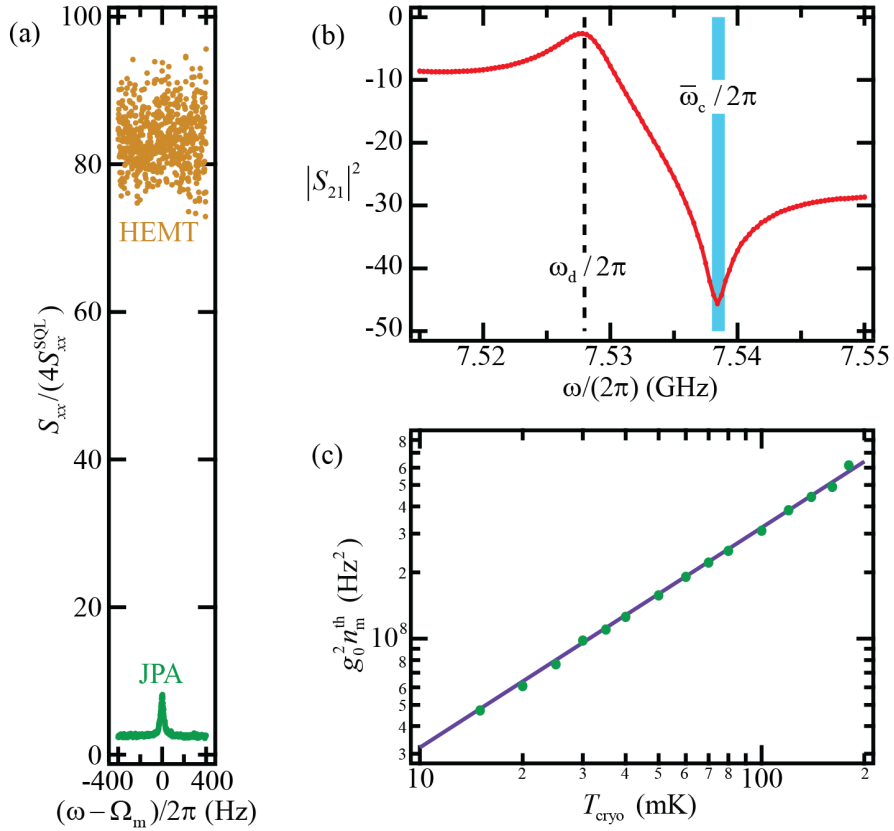 (a)
100
80
60
40
20
0
HEMT
JPA
S_xx/(4S_xx^SQL)
-400 0 400
(ω − Ω_m)/2π (Hz)
(b)
0
-10
-20
-30
-40
-50
|S_21|^2
ω_d/2π
ω̅_c/2π
7.52 7.53 7.54 7.55
ω/(2π) (GHz)
(c)
8
6
5
4
3
2
10^8
8
6
5
4
3
g_0^2 n_m^th (Hz^2)
10 2 3 4 5 6 7 8 100 2
T_cryo (mK)